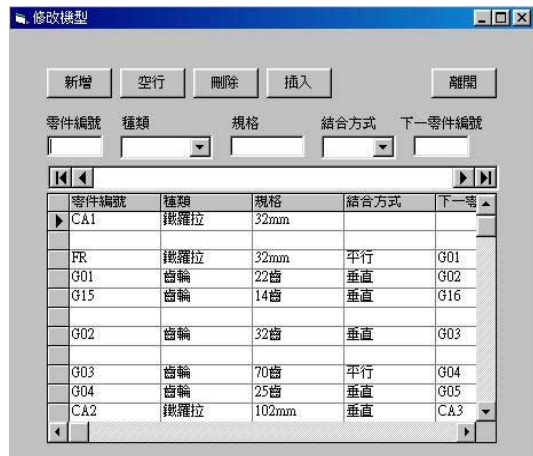 修改機型
新增 空行 刪除 插入 離開
零件編號 種類 規格 結合方式 下一零件編號
零件編號 種類 規格 結合方式 下一零
CA1 鐵羅拉 32mm
FR 鐵羅拉 32mm 平行 G01
G01 齒輪 22齒 垂直 G02
G15 齒輪 14齒 垂直 G16
G02 齒輪 32齒 垂直 G03
G03 齒輪 70齒 平行 G04
G04 齒輪 25齒 垂直 G05
CA2 鐵羅拉 102mm 垂直 CA3